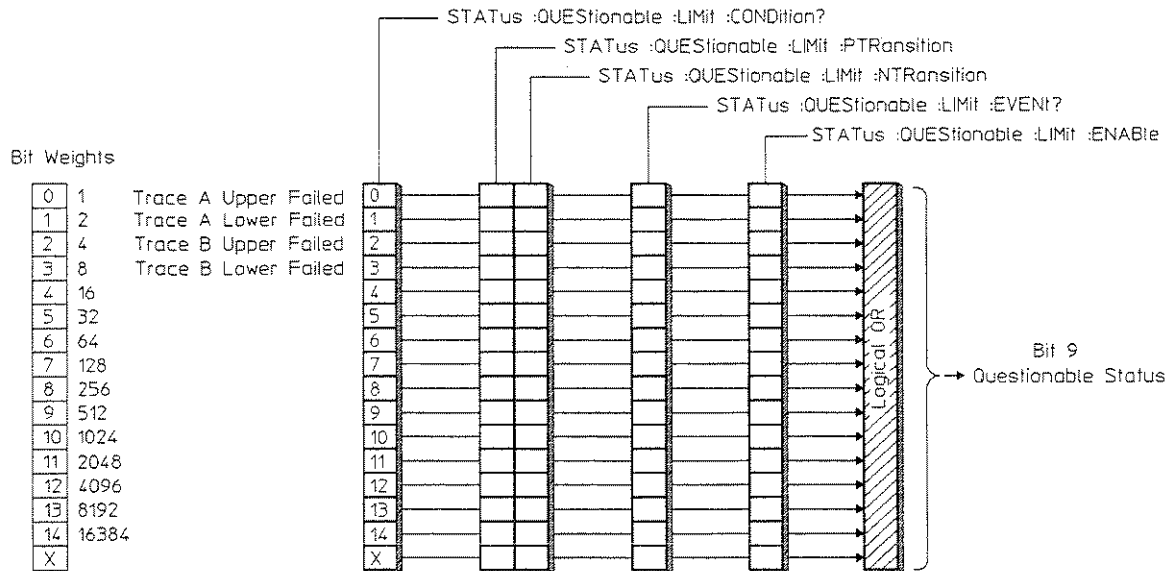 STATus :QUEStionable :LIMit :CONDition?
STATus :QUEStionable :LIMit :PTRansition
STATus :QUEStionable :LIMit :NTRansition
STATus :QUEStionable :LIMit :EVENt?
STATus :QUEStionable :LIMit :ENABle
Bit Weights
0 1 Trace A Upper Failed 0
1 2 Trace A Lower Failed 1
2 4 Trace B Upper Failed 2
3 8 Trace B Lower Failed 3
4 16 4
5 32 5
6 64 6
7 128 7
8 256 8
9 512 9
10 1024 10
11 2048 11
12 4096 12
13 8192 13
14 16384 14
X X
Logical OR
Bit 9
Questionable Status